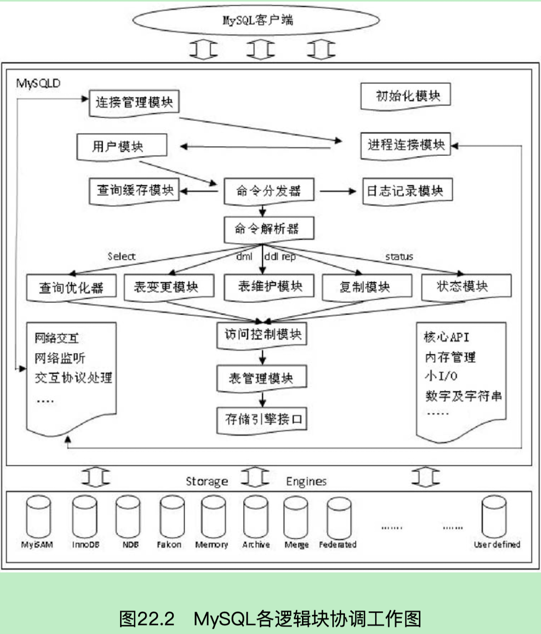 MySQL客户端
MySQLD
连接管理模块
初始化模块
用户模块
进程连接模块
查询缓存模块
命令分发器
日志记录模块
命令解析器
Select
dml
ddl rep
status
查询优化器
表变更模块
表维护模块
复制模块
状态模块
网络交互
网络监听
交互协议处理
....
访问控制模块
表管理模块
存储引擎接口
核心API
内存管理
小I/O
数字及字符串
.....
Storage Engines
MyiSAM
InnoDB
NDB
Falkon
Memory
Archive
Merge
Federated
.......
.......
User defined
图22.2 MySQL各逻辑块协调工作图